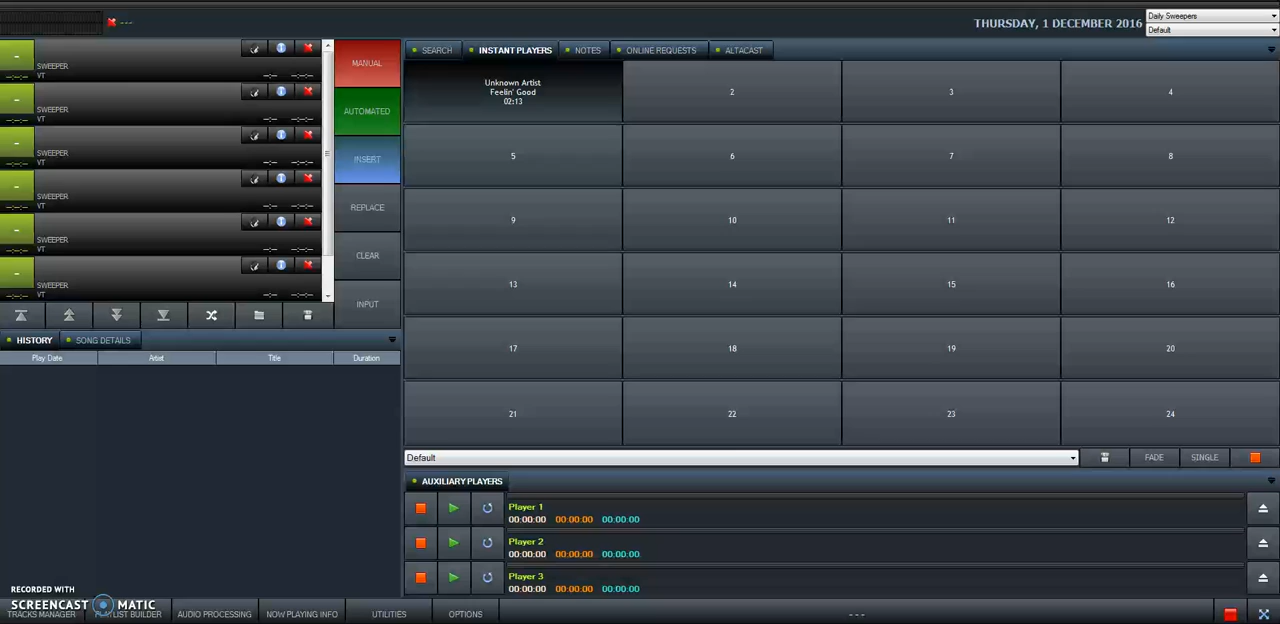 ---
THURSDAY, 1 DECEMBER 2016
Daily Sweepers
Default
-
SWEEPER
-:--:--
VT
--:--
--:--:--
-
SWEEPER
-:--:--
VT
--:--
--:--:--
-
SWEEPER
-:--:--
VT
--:--
--:--:--
-
SWEEPER
-:--:--
VT
--:--
--:--:--
-
SWEEPER
-:--:--
VT
--:--
--:--:--
-
SWEEPER
-:--:--
VT
--:--
--:--:--
MANUAL
AUTOMATED
INSERT
REPLACE
CLEAR
INPUT
SEARCH
INSTANT PLAYERS
NOTES
ONLINE REQUESTS
ALTACAST
Unknown Artist
Feelin' Good
02:13
2
3
4
5
6
7
8
9
10
11
12
13
14
15
16
17
18
19
20
21
22
23
24
HISTORY
SONG DETAILS
Play Date
Artist
Title
Duration
Default
FADE
SINGLE
AUXILIARY PLAYERS
Player 1
00:00:00 00:00:00 00:00:00
Player 2
00:00:00 00:00:00 00:00:00
Player 3
00:00:00 00:00:00 00:00:00
RECORDED WITH
SCREENCAST MATIC
TRACKS MANAGER
PLAYLIST BUILDER
AUDIO PROCESSING
NOW PLAYING INFO
UTILITIES
OPTIONS
---